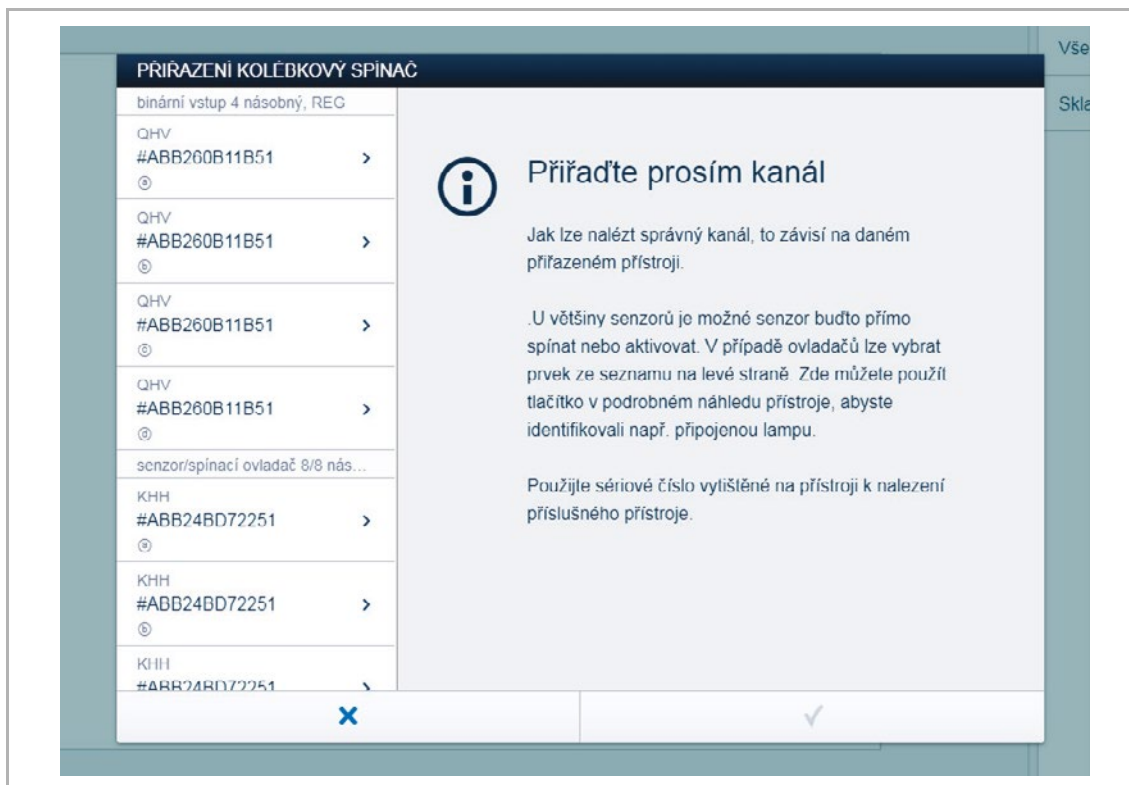 Vše
PŘIŘAZENÍ KOLÉBKOVÝ SPÍNAČ
binární vstup 4 násobný, REG
Skla
QHV
#ABB260B11B51
ⓐ
QHV
#ABB260B11B51
ⓑ
QHV
#ABB260B11B51
ⓒ
QHV
#ABB260B11B51
ⓓ
senzor/spínací ovladač 8/8 nás...
KHH
#ABB24BD72251
ⓐ
KHH
#ABB24BD72251
ⓑ
KHH
#ABB24BD72251
Přiřaďte prosím kanál
Jak lze nalézt správný kanál, to závisí na daném
přiřazeném přístroji.
.U většiny senzorů je možné senzor buďto přímo
spínat nebo aktivovat. V případě ovladačů lze vybrat
prvek ze seznamu na levé straně. Zde můžete použít
tlačítko v podrobném náhledu přístroje, abyste
identifikovali např. připojenou lampu.
Použijte sériové číslo vytištěné na přístroji k nalezení
příslušného přístroje.